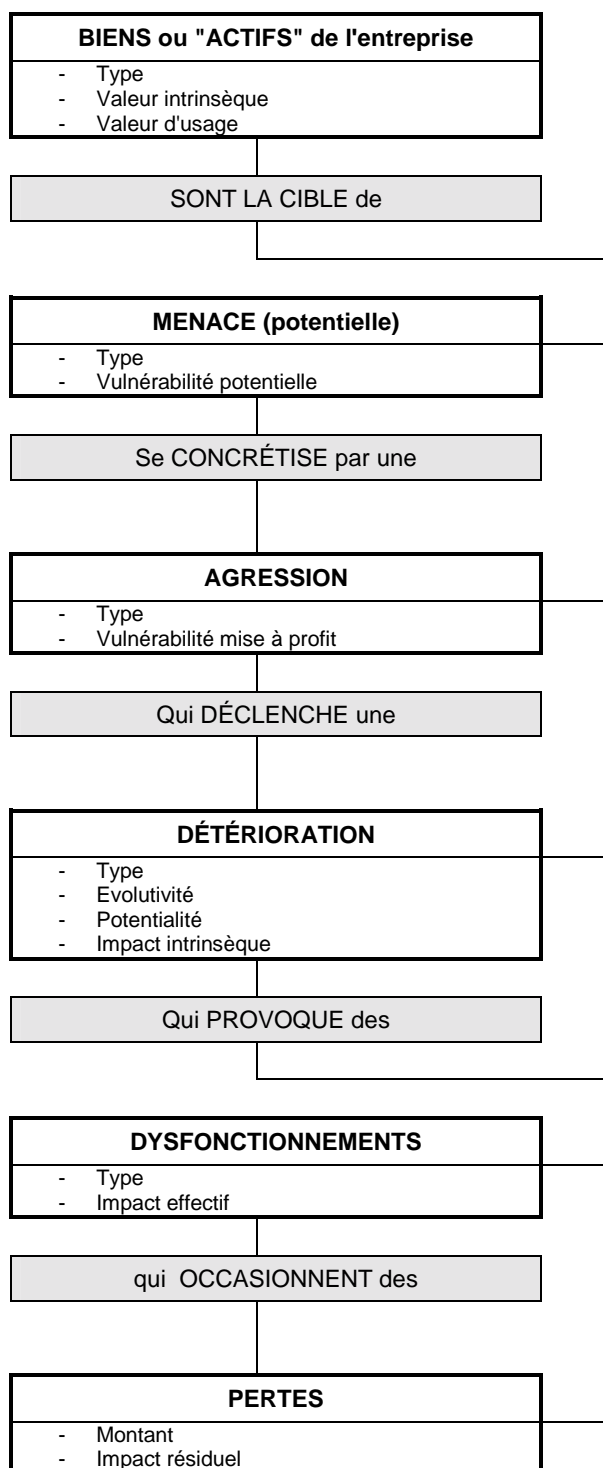 BIENS ou "ACTIFS" de l'entreprise
- Type
- Valeur intrinsèque
- Valeur d'usage
SONT LA CIBLE de
MENACE (potentielle)
- Type
- Vulnérabilité potentielle
Se CONCRÉTISE par une
AGRESSION
- Type
- Vulnérabilité mise à profit
Qui DÉCLENCHE une
DÉTÉRIORATION
- Type
- Evolutivité
- Potentialité
- Impact intrinsèque
Qui PROVOQUE des
DYSFONCTIONNEMENTS
- Type
- Impact effectif
qui OCCASIONNENT des
PERTES
- Montant
- Impact résiduel